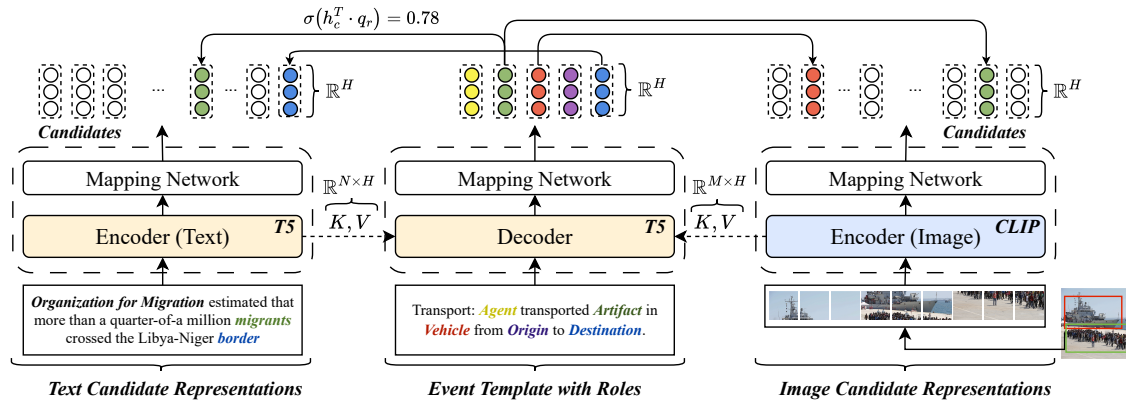 σ(h_c^T · q_r) = 0.78
... ...
ℝ^H
ℝ^H
... ...
ℝ^H
Candidates
Candidates
Mapping Network
ℝ^{N×H}
Mapping Network
ℝ^{M×H}
Mapping Network
Encoder (Text)
T5
K, V
Decoder
T5
K, V
Encoder (Image)
CLIP
Organization for Migration estimated that
more than a quarter-of-a million migrants
crossed the Libya-Niger border
Transport: Agent transported Artifact in
Vehicle from Origin to Destination.
Text Candidate Representations
Event Template with Roles
Image Candidate Representations